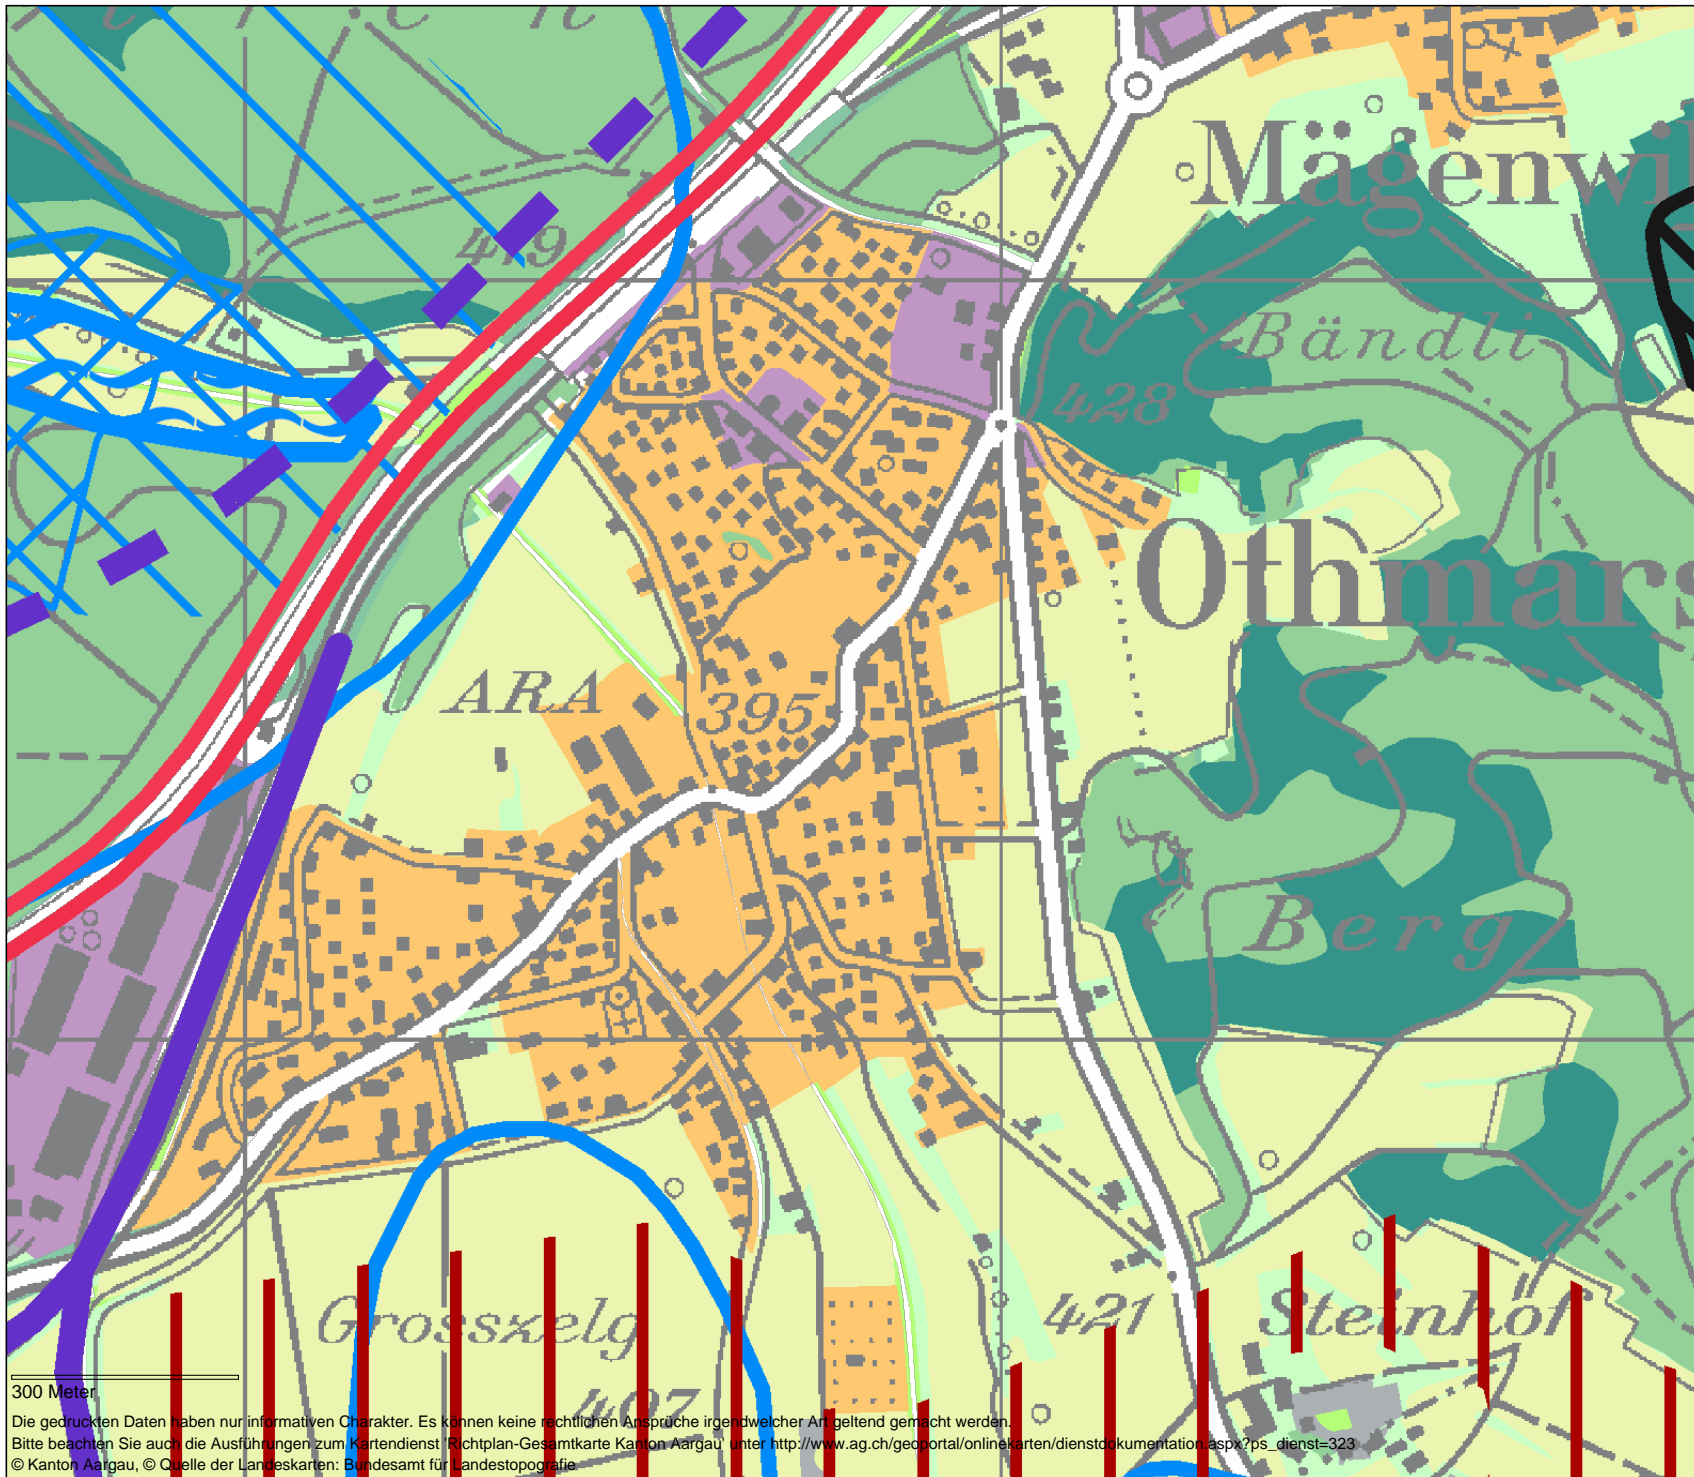 Mägenwil
419
Bändli
428
Othmars
ARA
395
Berg
Grosszelg
421
Steinhof
407
300 Meter
Die gedruckten Daten haben nur informativen Charakter. Es können keine rechtlichen Ansprüche irgendwelcher Art geltend gemacht werden.
Bitte beachten Sie auch die Ausführungen zum Kartendienst 'Richtplan-Gesamtkarte Kanton Aargau' unter http://www.ag.ch/geoportal/onlinekarten/dienstdokumentation.aspx?ps_dienst=323
© Kanton Aargau, © Quelle der Landeskarten: Bundesamt für Landestopografie